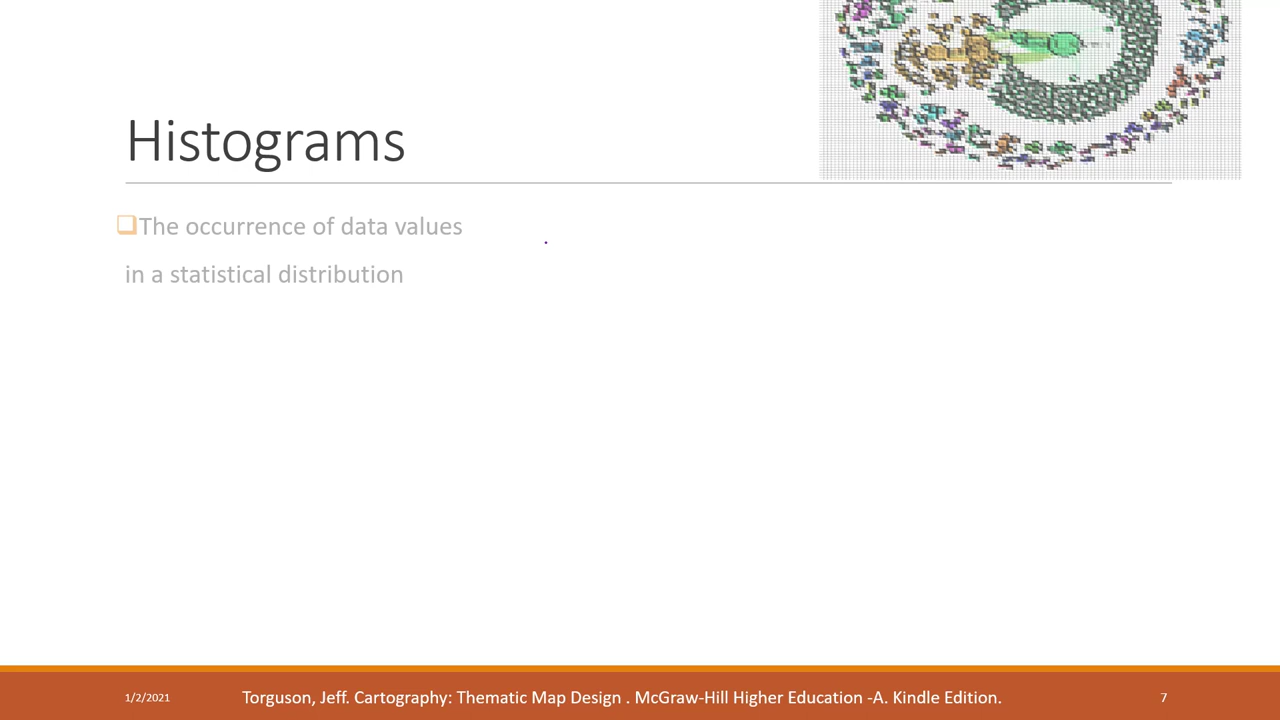 Histograms
The occurrence of data values
in a statistical distribution
1/2/2021
Torguson, Jeff. Cartography: Thematic Map Design . McGraw-Hill Higher Education -A. Kindle Edition.
7